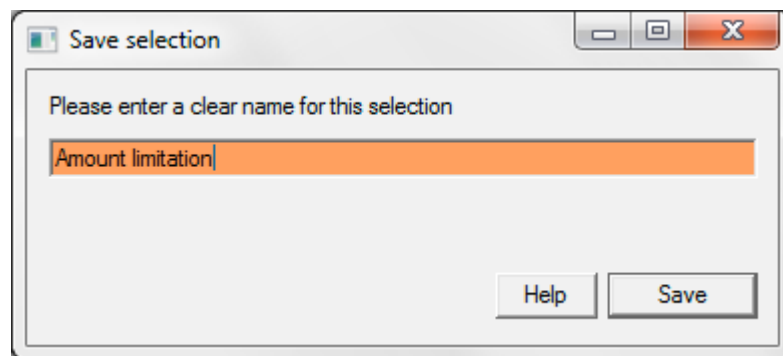 Save selection
Please enter a clear name for this selection
Amount limitation
Help Save